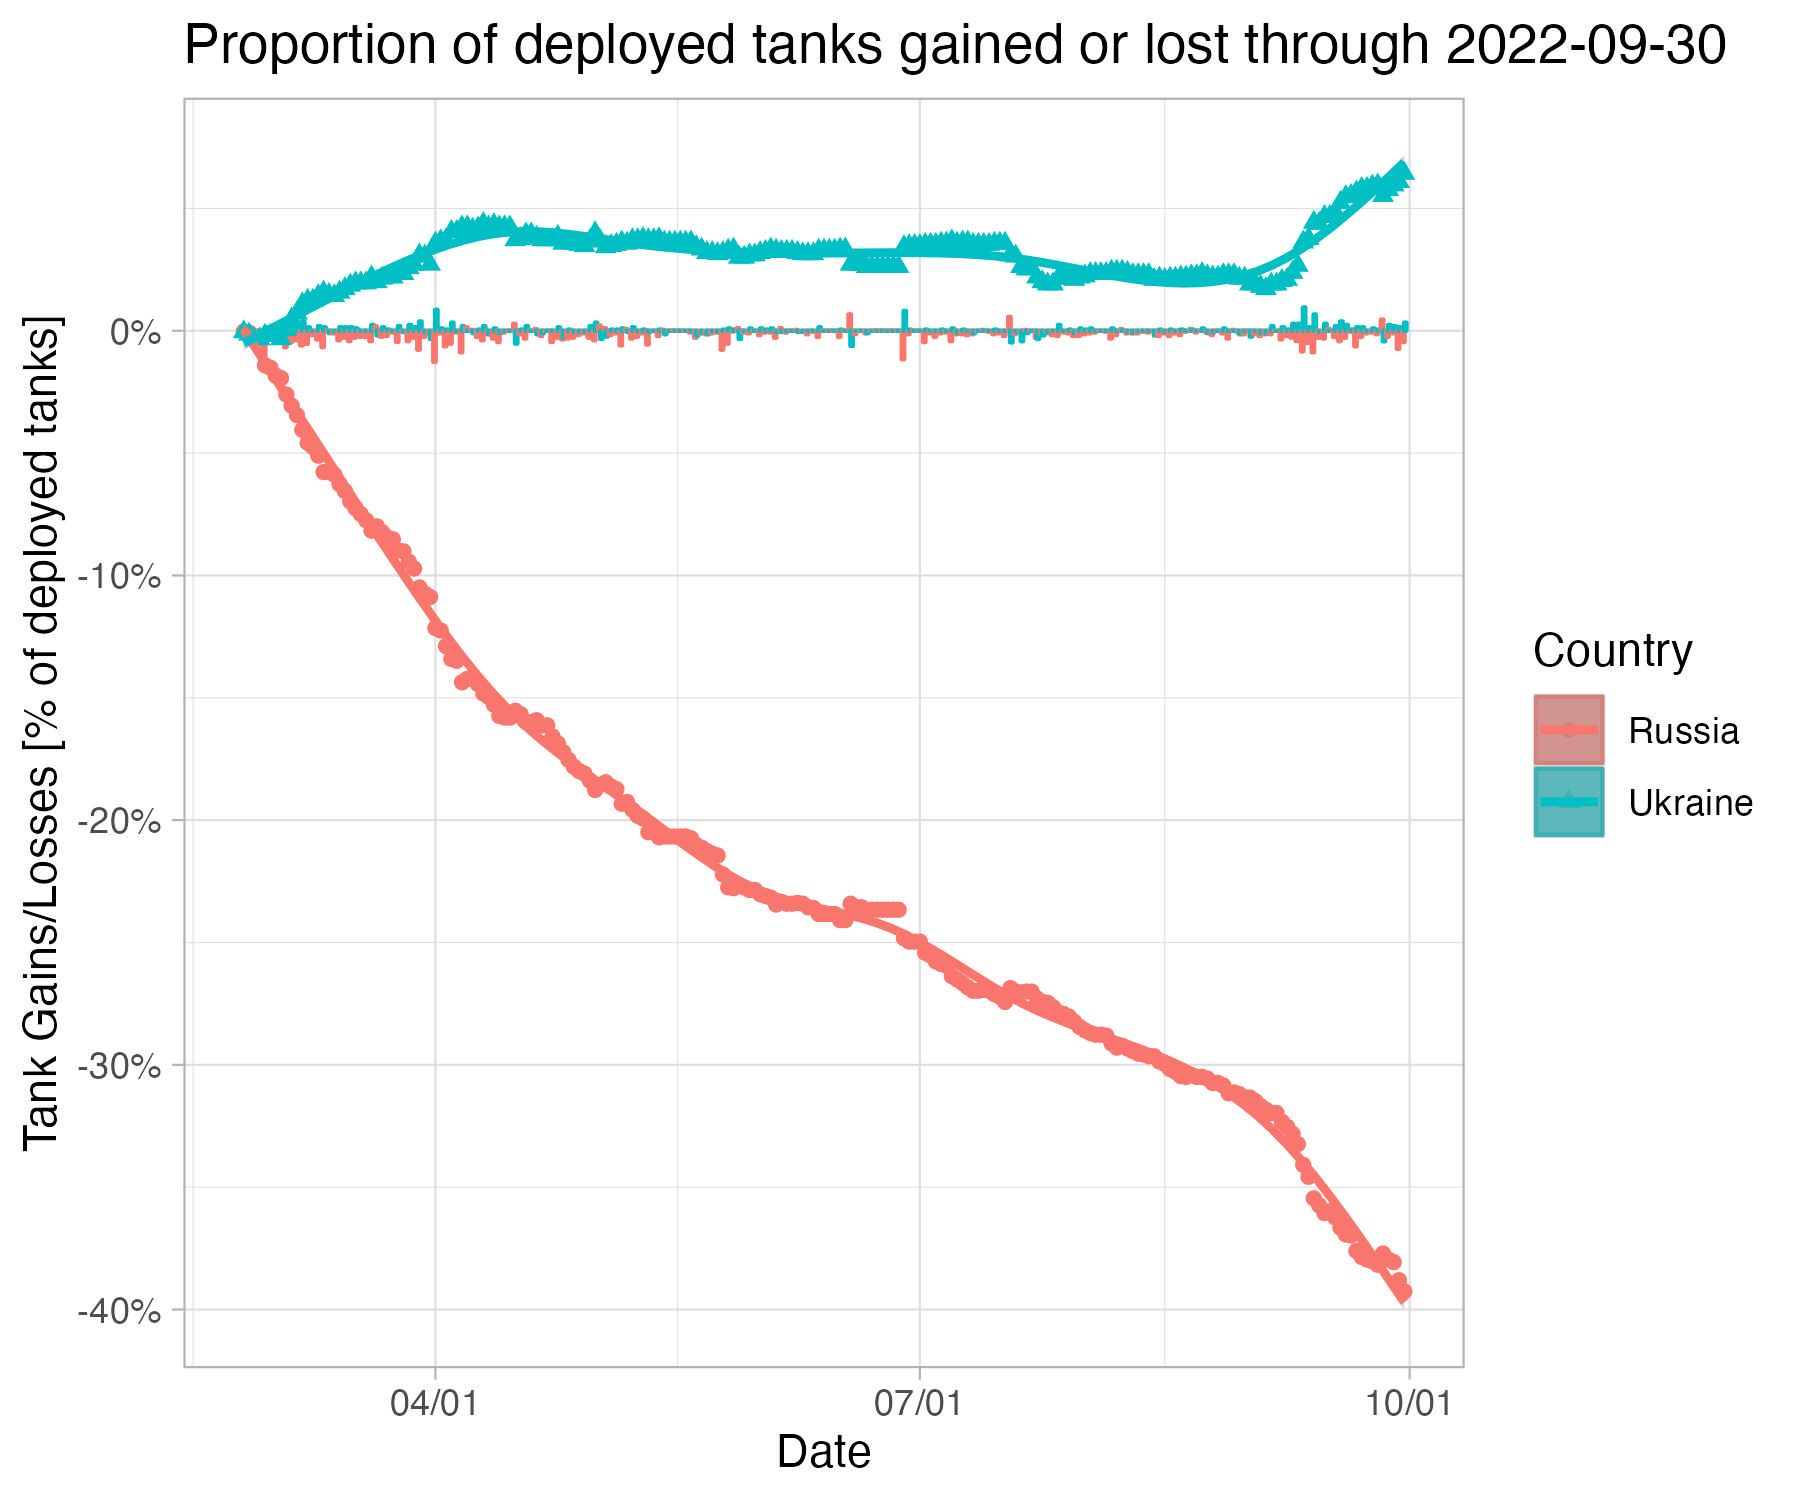 Proportion of deployed tanks gained or lost through 2022-09-30
Tank Gains/Losses [% of deployed tanks]
0%
-10%
-20%
-30%
-40%
04/01
07/01
10/01
Date
Country
Russia
Ukraine